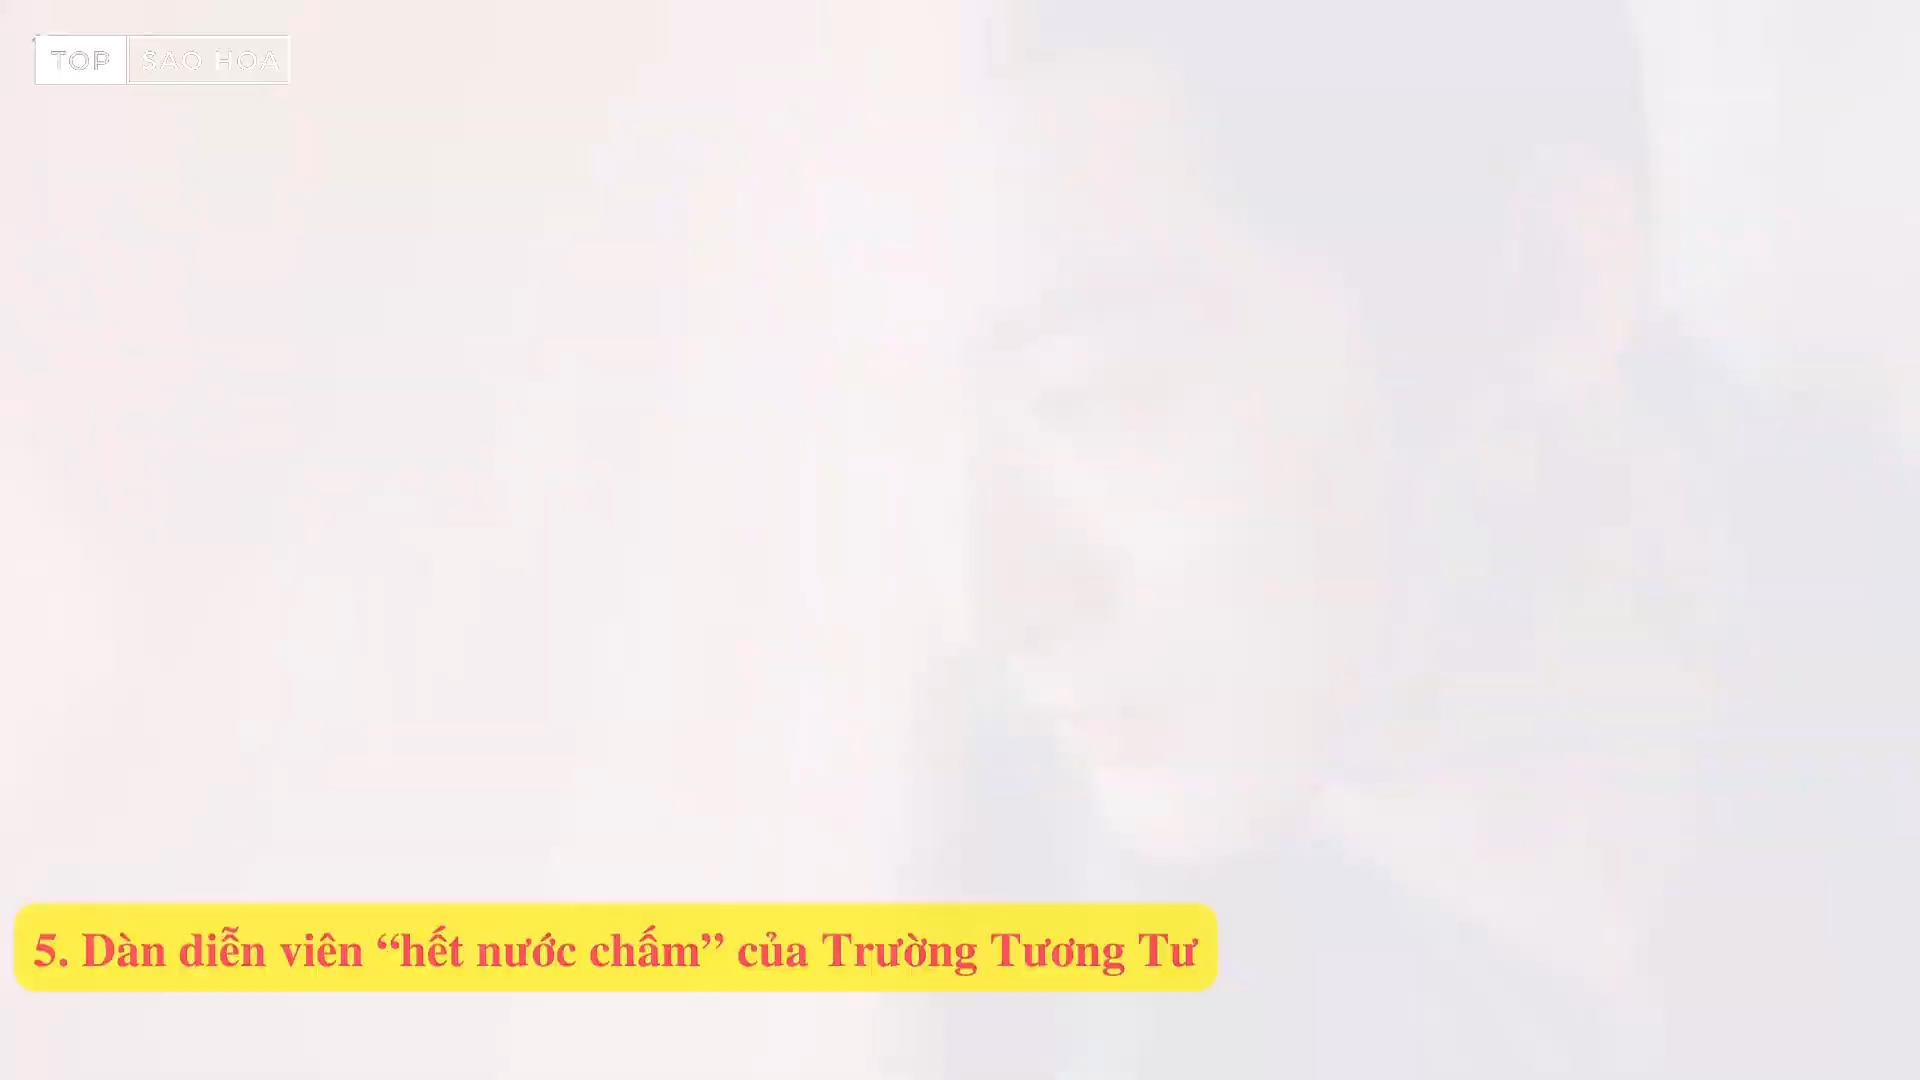 TOP SAO HOA
5. Dàn diễn viên “hết nước chấm” của Trường Tương Tư